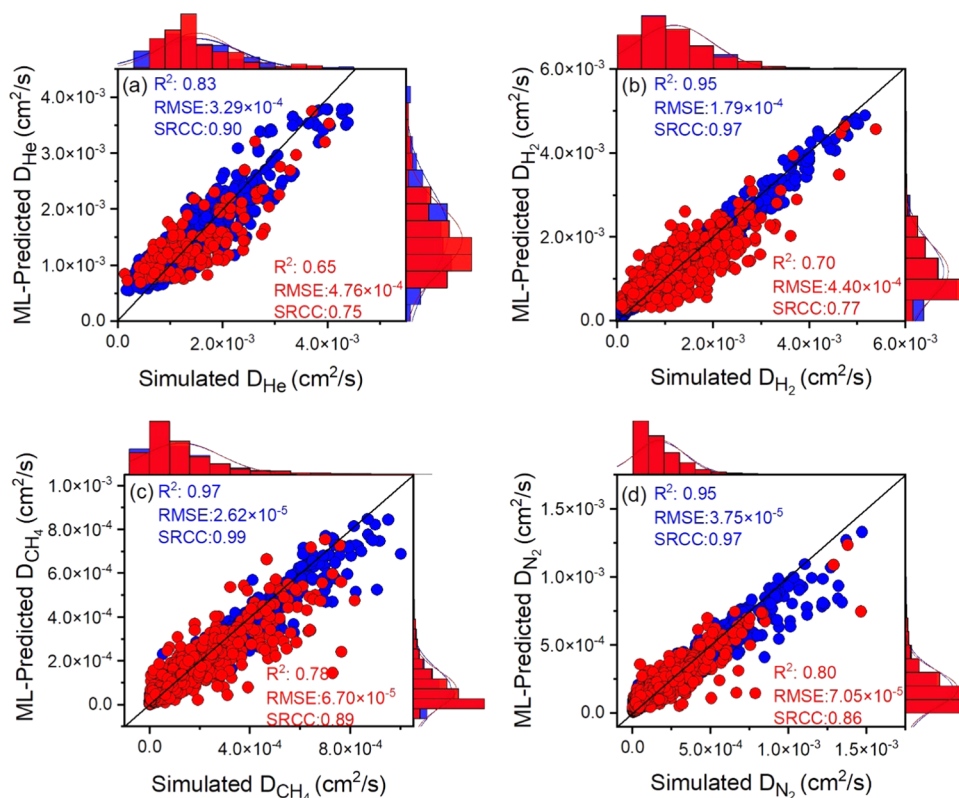 (a)
R²: 0.83
RMSE:3.29×10⁻⁴
SRCC:0.90
R²: 0.65
RMSE:4.76×10⁻⁴
SRCC:0.75
4.0×10⁻³
3.0×10⁻³
2.0×10⁻³
1.0×10⁻³
0.0
ML-Predicted D_He (cm²/s)
0.0 2.0×10⁻³ 4.0×10⁻³
Simulated D_He (cm²/s)
(b)
R²: 0.95
RMSE:1.79×10⁻⁴
SRCC:0.97
R²: 0.70
RMSE:4.40×10⁻⁴
SRCC:0.77
6.0×10⁻³
4.0×10⁻³
2.0×10⁻³
0.0
ML-Predicted D_H₂ (cm²/s)
0.0 2.0×10⁻³ 4.0×10⁻³ 6.0×10⁻³
Simulated D_H₂ (cm²/s)
(c)
R²: 0.97
RMSE:2.62×10⁻⁵
SRCC:0.99
R²: 0.78
RMSE:6.70×10⁻⁵
SRCC:0.89
1.0×10⁻³
8.0×10⁻⁴
6.0×10⁻⁴
4.0×10⁻⁴
2.0×10⁻⁴
0.0
ML-Predicted D_CH₄ (cm²/s)
0.0 4.0×10⁻⁴ 8.0×10⁻⁴
Simulated D_CH₄ (cm²/s)
(d)
R²: 0.95
RMSE:3.75×10⁻⁵
SRCC:0.97
R²: 0.80
RMSE:7.05×10⁻⁵
SRCC:0.86
1.5×10⁻³
1.0×10⁻³
5.0×10⁻⁴
0.0
ML-Predicted D_N₂ (cm²/s)
0.0 5.0×10⁻⁴ 1.0×10⁻³ 1.5×10⁻³
Simulated D_N₂ (cm²/s)